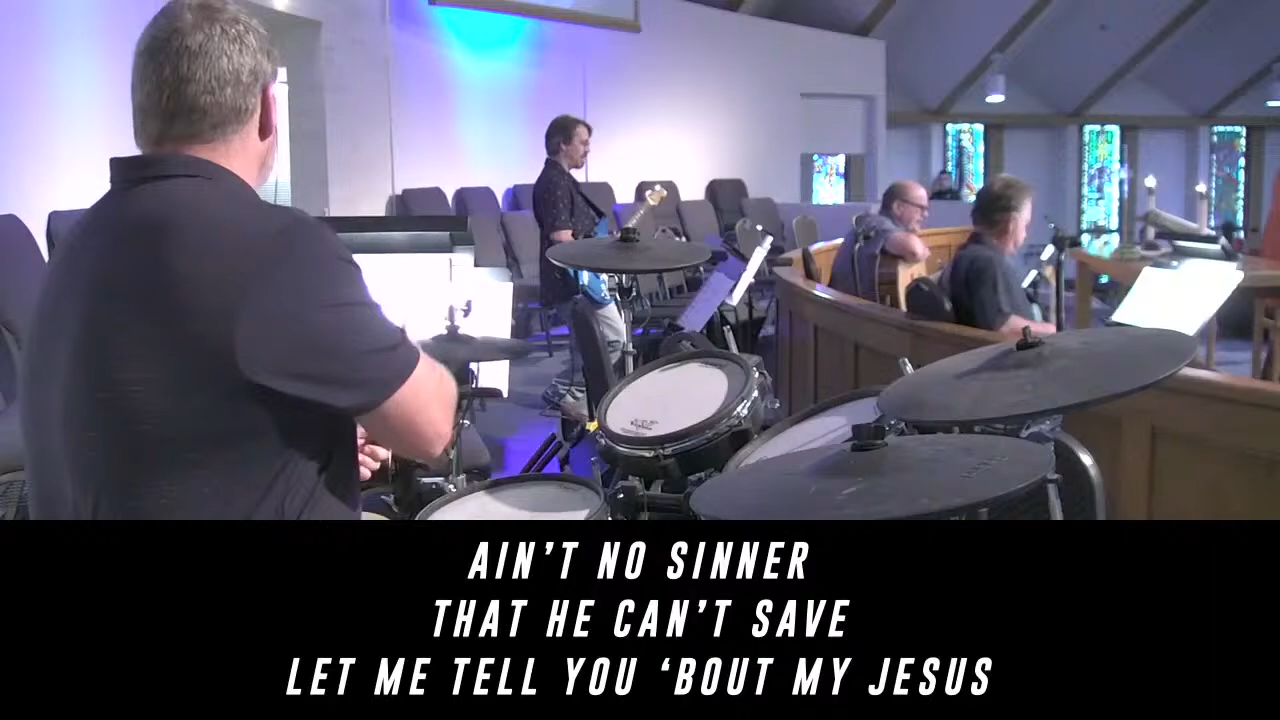 AIN'T NO SINNER
THAT HE CAN'T SAVE
LET ME TELL YOU ‘BOUT MY JESUS